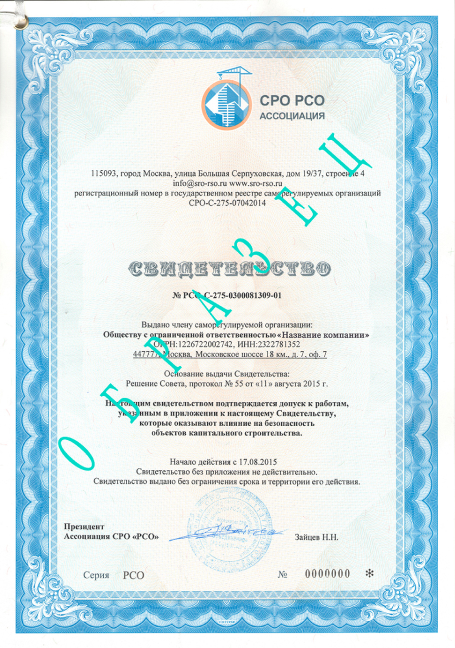 СРО РСО
АССОЦИАЦИЯ
115093, город Москва, улица Большая Серпуховская, дом 19/37, строение 4
info@sro-rso.ru www.sro-rso.ru
регистрационный номер в государственном реестре саморегулируемых организаций
СРО-С-275-07042014
СВИДЕТЕЛЬСТВО
№ РСО-С-275-0300081309-01
Выдано члену саморегулируемой организации:
Обществу с ограниченной ответственностью «Название компании»
ОГРН:1226722002742, ИНН:2322781352
447777, Москва, Московское шоссе 18 км., д. 7, оф. 7
Основание выдачи Свидетельства:
Решение Совета, протокол № 55 от «11» августа 2015 г.
Настоящим свидетельством подтверждается допуск к работам,
указанным в приложении к настоящему Свидетельству,
которые оказывают влияние на безопасность
объектов капитального строительства.
Начало действия с 17.08.2015
Свидетельство без приложения не действительно.
Свидетельство выдано без ограничения срока и территории его действия.
Президент
Ассоциация СРО «РСО»
Зайцев Н.Н.
Серия РСО № 0000000 *
ОБРАЗЕЦ